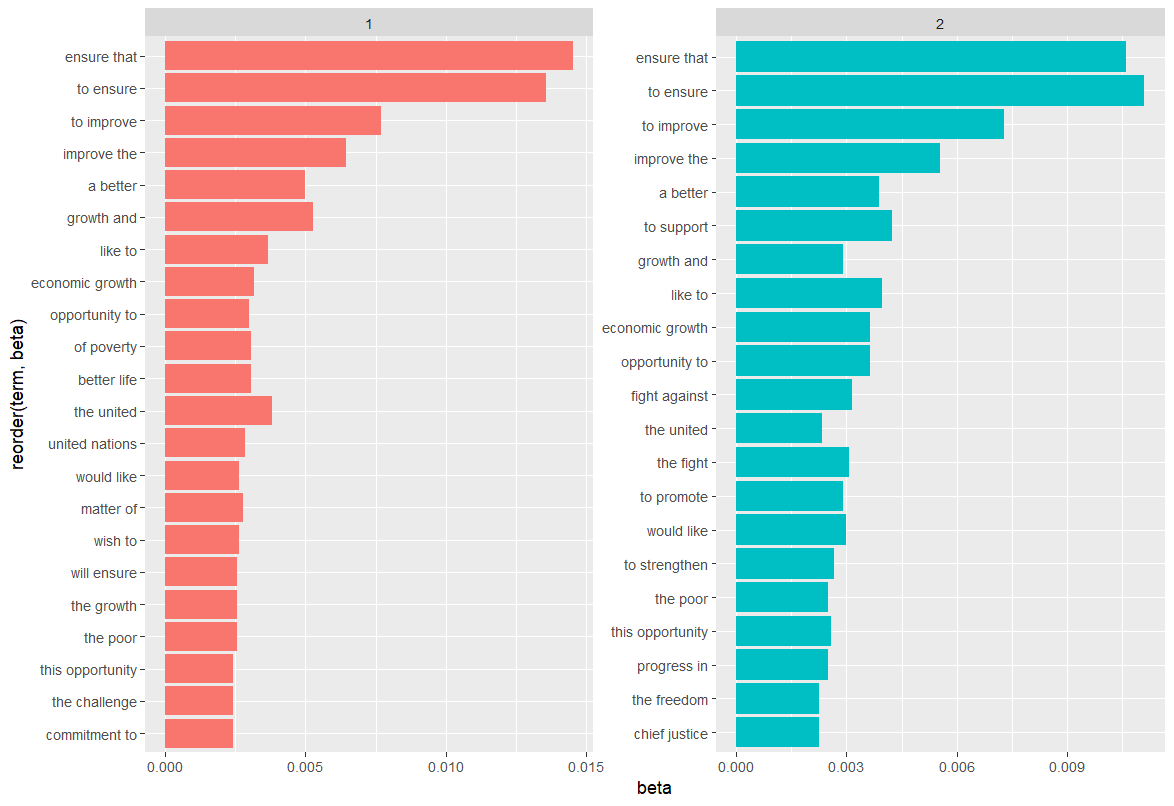 1
ensure that
to ensure
to improve
improve the
a better
growth and
like to
economic growth
opportunity to
of poverty
better life
the united
united nations
would like
matter of
wish to
will ensure
the growth
the poor
this opportunity
the challenge
commitment to
0.000 0.005 0.010 0.015
2
ensure that
to ensure
to improve
improve the
a better
to support
growth and
like to
economic growth
opportunity to
fight against
the united
the fight
to promote
would like
to strengthen
the poor
this opportunity
progress in
the freedom
chief justice
0.000 0.003 0.006 0.009
reorder(term, beta)
beta